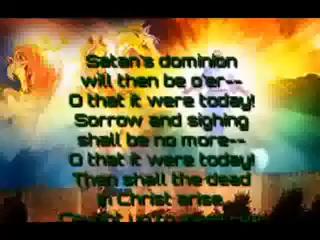 Satan's dominion
will then be o'er--
O that it were today!
Sorrow and sighing
shall be no more--
O that it were today!
Then shall the dead
in Christ arise,